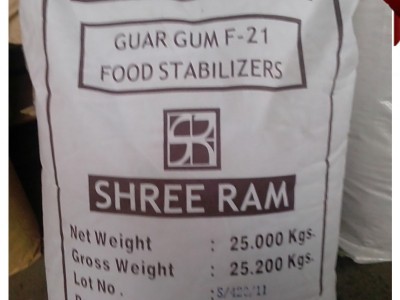 GUAR GUM F-21
FOOD STABILIZERS
SR
SHREE RAM
Net Weight : 25.000 Kgs.
Gross Weight : 25.200 Kgs.
Lot No. :